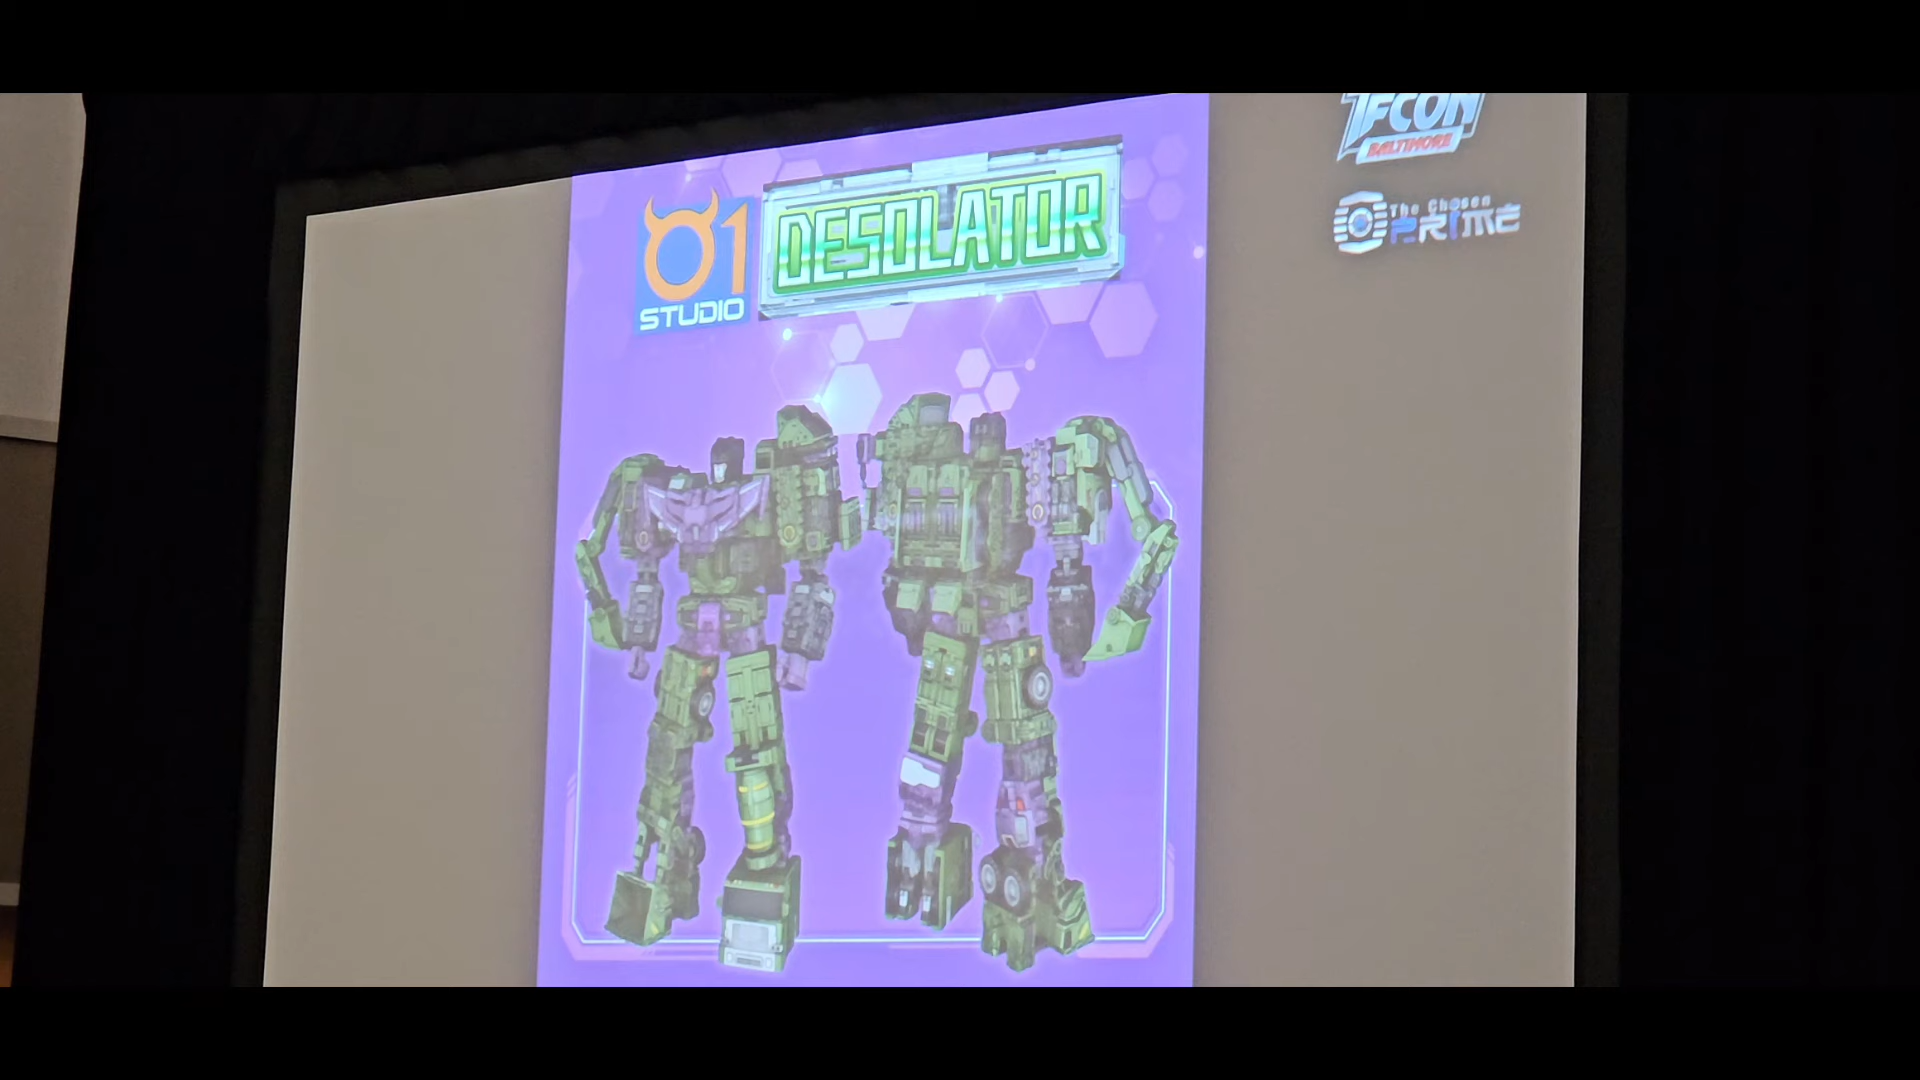 TFCON
BALTIMORE
The Chosen
PRIME
01
STUDIO
DESOLATOR